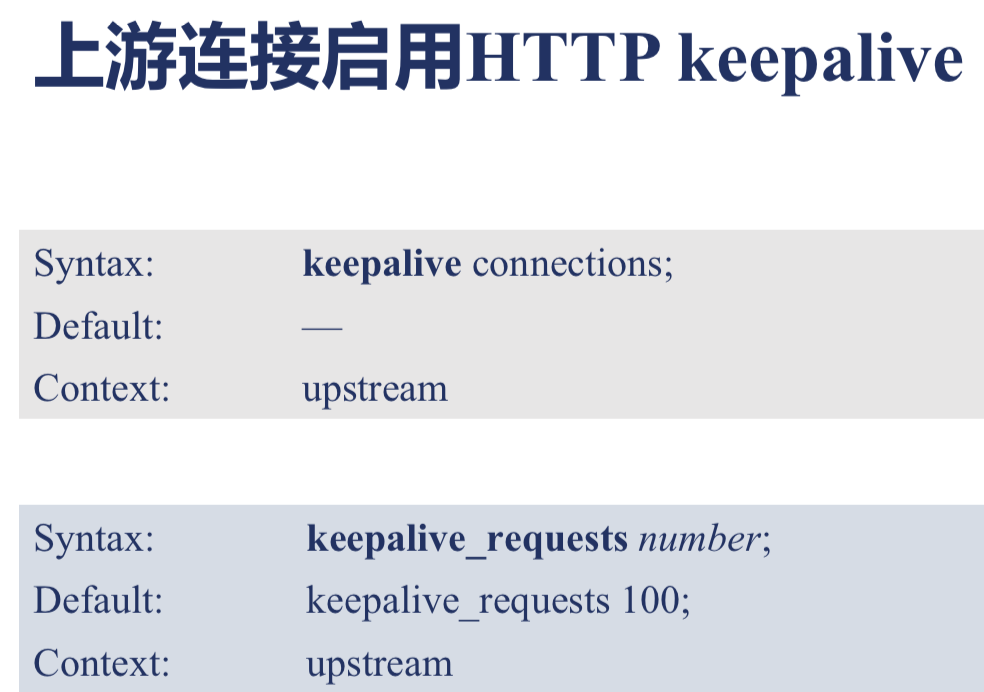 上游连接启用HTTP keepalive
Syntax: keepalive connections;
Default: —
Context: upstream
Syntax: keepalive_requests number;
Default: keepalive_requests 100;
Context: upstream